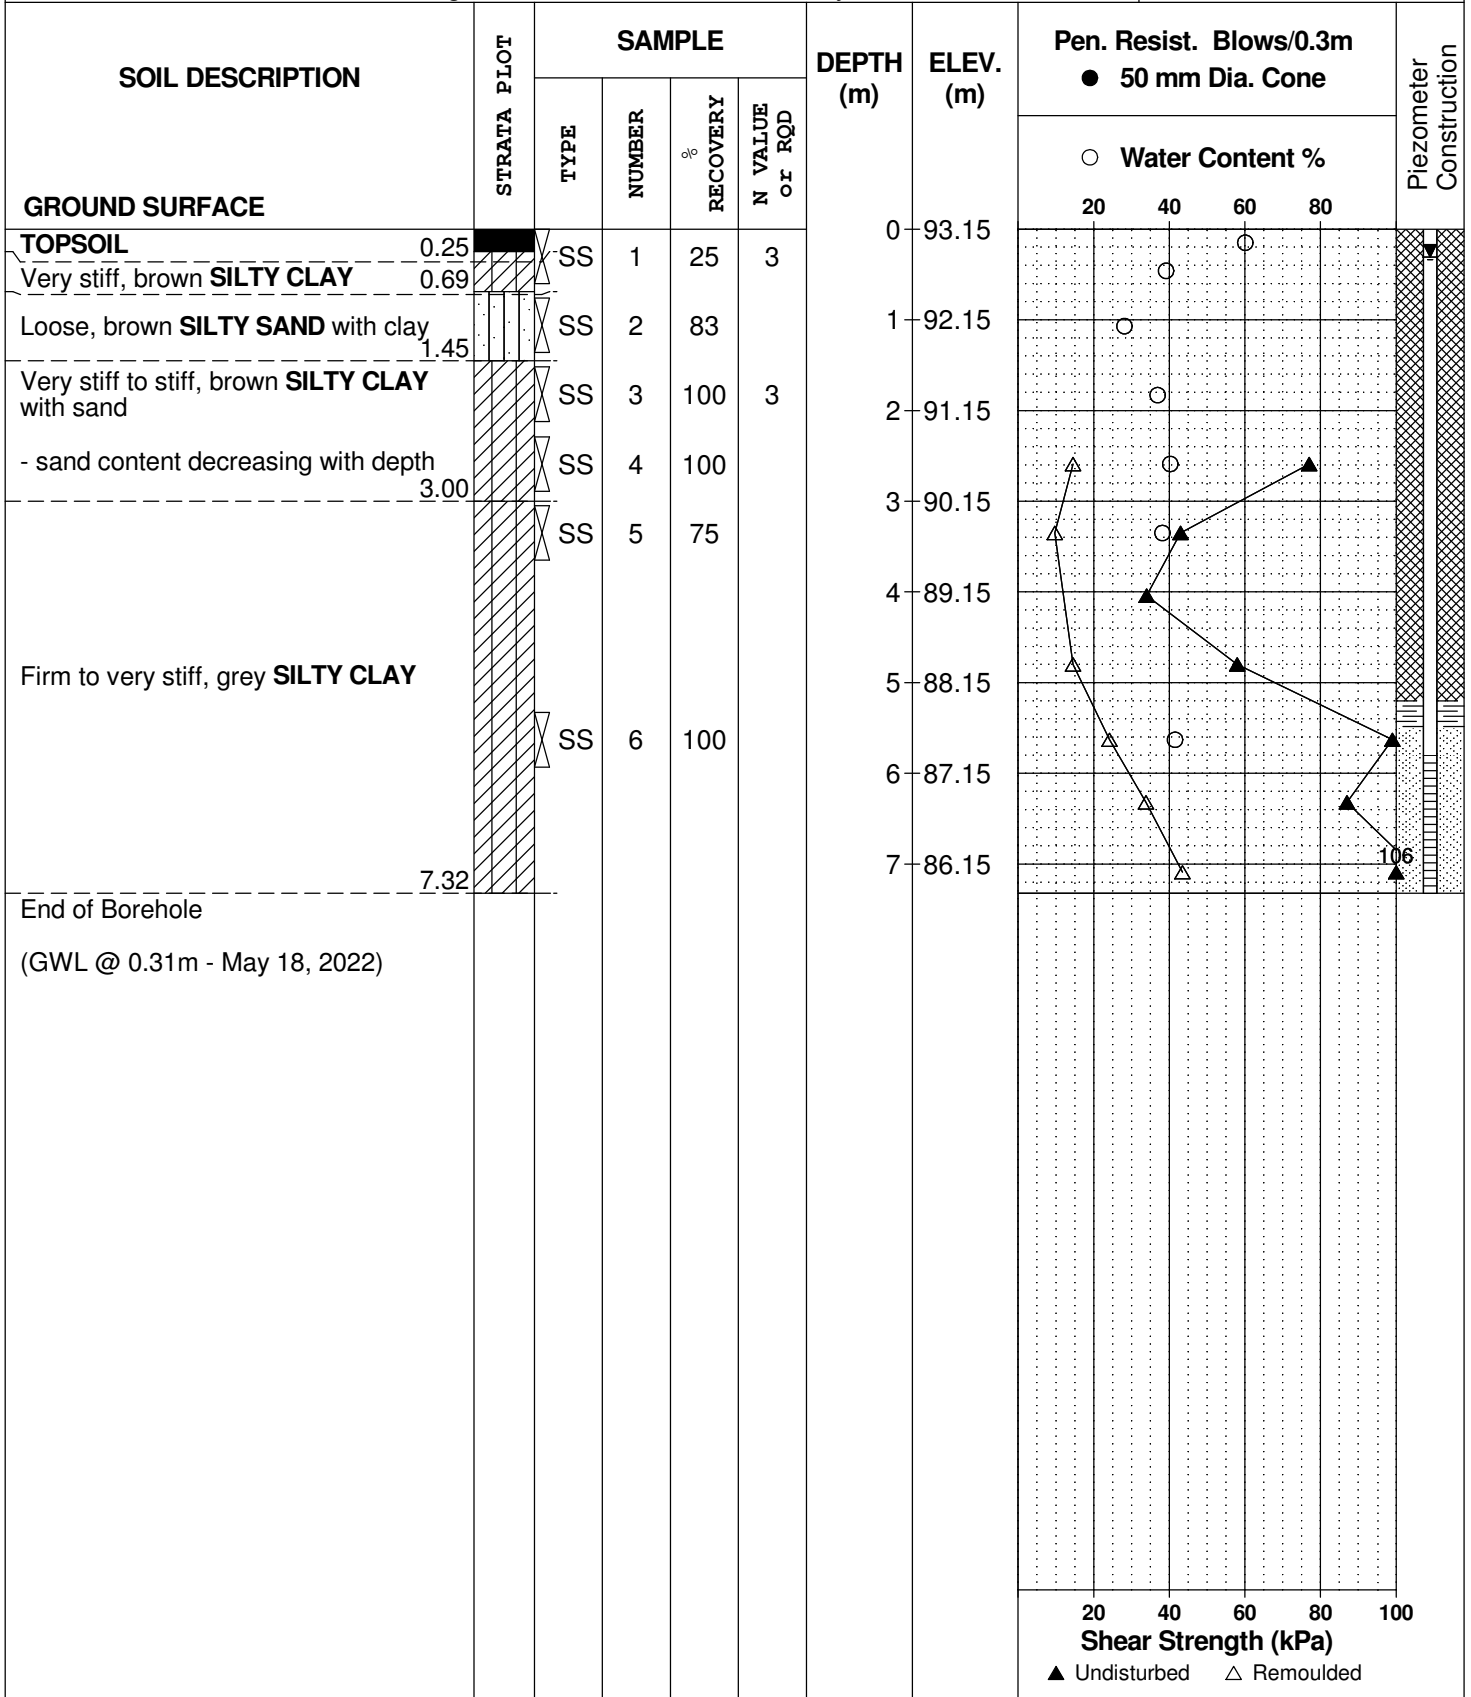 SOIL DESCRIPTION
GROUND SURFACE
STRATA PLOT
SAMPLE
TYPE
NUMBER
% RECOVERY
N VALUE or RQD
DEPTH (m)
ELEV. (m)
Pen. Resist. Blows/0.3m
● 50 mm Dia. Cone
○ Water Content %
20 40 60 80
Piezometer Construction
0 93.15
TOPSOIL 0.25
SS 1 25 3
Very stiff, brown SILTY CLAY 0.69
Loose, brown SILTY SAND with clay
1.45
SS 2 83
1 92.15
Very stiff to stiff, brown SILTY CLAY
with sand
SS 3 100 3
2 91.15
- sand content decreasing with depth
3.00
SS 4 100
3 90.15
SS 5 75
4 89.15
Firm to very stiff, grey SILTY CLAY
5 88.15
SS 6 100
6 87.15
106
7 86.15
7.32
End of Borehole
(GWL @ 0.31m - May 18, 2022)
20 40 60 80 100
Shear Strength (kPa)
▲ Undisturbed △ Remoulded